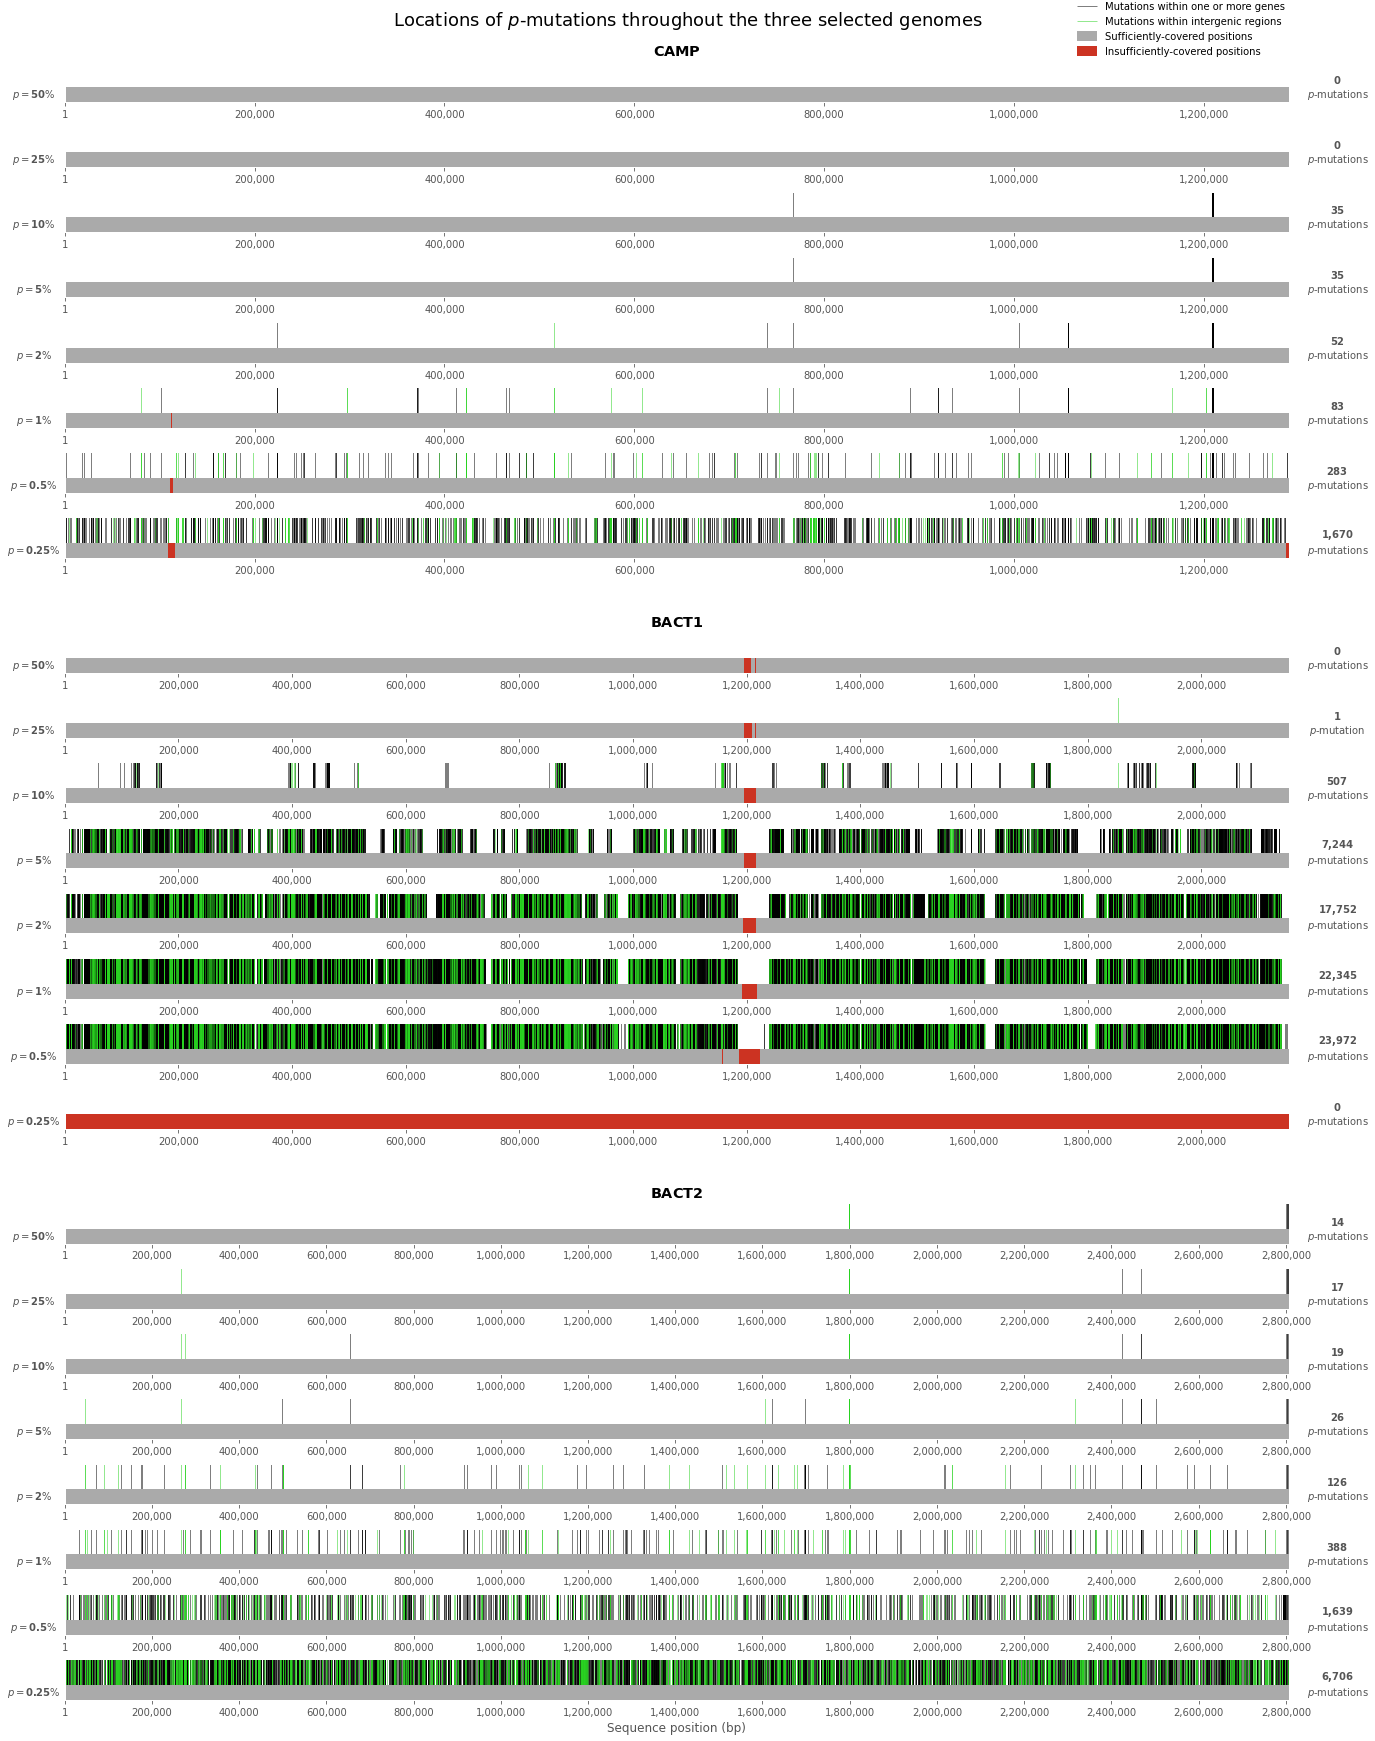 Locations of p-mutations throughout the three selected genomes
Mutations within one or more genes
Mutations within intergenic regions
Sufficiently-covered positions
Insufficiently-covered positions
CAMP
p = 50% 0 p-mutations
1 200,000 400,000 600,000 800,000 1,000,000 1,200,000
p = 25% 0 p-mutations
1 200,000 400,000 600,000 800,000 1,000,000 1,200,000
p = 10% 35 p-mutations
1 200,000 400,000 600,000 800,000 1,000,000 1,200,000
p = 5% 35 p-mutations
1 200,000 400,000 600,000 800,000 1,000,000 1,200,000
p = 2% 52 p-mutations
1 200,000 400,000 600,000 800,000 1,000,000 1,200,000
p = 1% 83 p-mutations
1 200,000 400,000 600,000 800,000 1,000,000 1,200,000
p = 0.5% 283 p-mutations
1 200,000 400,000 600,000 800,000 1,000,000 1,200,000
p = 0.25% 1,670 p-mutations
1 200,000 400,000 600,000 800,000 1,000,000 1,200,000
BACT1
p = 50% 0 p-mutations
1 200,000 400,000 600,000 800,000 1,000,000 1,200,000 1,400,000 1,600,000 1,800,000 2,000,000
p = 25% 1 p-mutation
1 200,000 400,000 600,000 800,000 1,000,000 1,200,000 1,400,000 1,600,000 1,800,000 2,000,000
p = 10% 507 p-mutations
1 200,000 400,000 600,000 800,000 1,000,000 1,200,000 1,400,000 1,600,000 1,800,000 2,000,000
p = 5% 7,244 p-mutations
1 200,000 400,000 600,000 800,000 1,000,000 1,200,000 1,400,000 1,600,000 1,800,000 2,000,000
p = 2% 17,752 p-mutations
1 200,000 400,000 600,000 800,000 1,000,000 1,200,000 1,400,000 1,600,000 1,800,000 2,000,000
p = 1% 22,345 p-mutations
1 200,000 400,000 600,000 800,000 1,000,000 1,200,000 1,400,000 1,600,000 1,800,000 2,000,000
p = 0.5% 23,972 p-mutations
1 200,000 400,000 600,000 800,000 1,000,000 1,200,000 1,400,000 1,600,000 1,800,000 2,000,000
p = 0.25% 0 p-mutations
1 200,000 400,000 600,000 800,000 1,000,000 1,200,000 1,400,000 1,600,000 1,800,000 2,000,000
BACT2
p = 50% 14 p-mutations
1 200,000 400,000 600,000 800,000 1,000,000 1,200,000 1,400,000 1,600,000 1,800,000 2,000,000 2,200,000 2,400,000 2,600,000 2,800,000
p = 25% 17 p-mutations
1 200,000 400,000 600,000 800,000 1,000,000 1,200,000 1,400,000 1,600,000 1,800,000 2,000,000 2,200,000 2,400,000 2,600,000 2,800,000
p = 10% 19 p-mutations
1 200,000 400,000 600,000 800,000 1,000,000 1,200,000 1,400,000 1,600,000 1,800,000 2,000,000 2,200,000 2,400,000 2,600,000 2,800,000
p = 5% 26 p-mutations
1 200,000 400,000 600,000 800,000 1,000,000 1,200,000 1,400,000 1,600,000 1,800,000 2,000,000 2,200,000 2,400,000 2,600,000 2,800,000
p = 2% 126 p-mutations
1 200,000 400,000 600,000 800,000 1,000,000 1,200,000 1,400,000 1,600,000 1,800,000 2,000,000 2,200,000 2,400,000 2,600,000 2,800,000
p = 1% 388 p-mutations
1 200,000 400,000 600,000 800,000 1,000,000 1,200,000 1,400,000 1,600,000 1,800,000 2,000,000 2,200,000 2,400,000 2,600,000 2,800,000
p = 0.5% 1,639 p-mutations
1 200,000 400,000 600,000 800,000 1,000,000 1,200,000 1,400,000 1,600,000 1,800,000 2,000,000 2,200,000 2,400,000 2,600,000 2,800,000
p = 0.25% 6,706 p-mutations
1 200,000 400,000 600,000 800,000 1,000,000 1,200,000 1,400,000 1,600,000 1,800,000 2,000,000 2,200,000 2,400,000 2,600,000 2,800,000
Sequence position (bp)